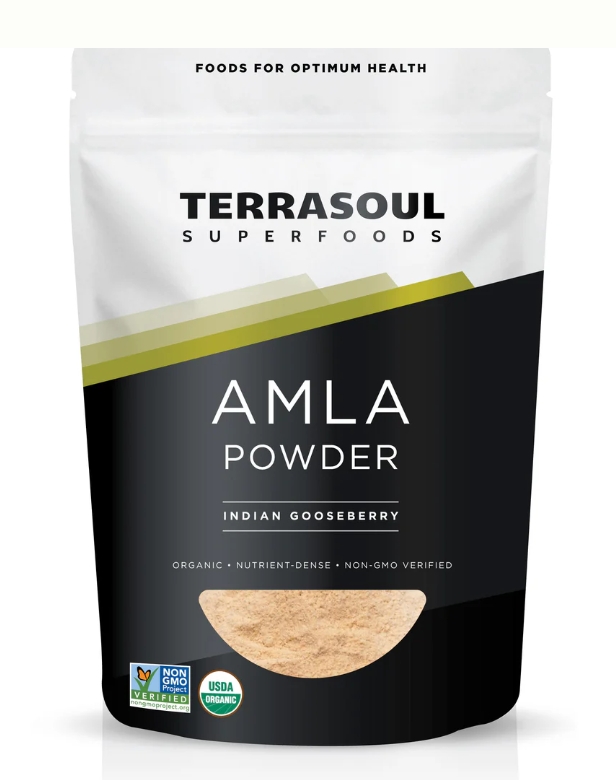 FOODS FOR OPTIMUM HEALTH
TERRASOUL
SUPERFOODS
AMLA
POWDER
INDIAN GOOSEBERRY
ORGANIC • NUTRIENT-DENSE • NON-GMO VERIFIED
NON
GMO
Project
VERIFIED
nongmoproject.org
USDA
ORGANIC